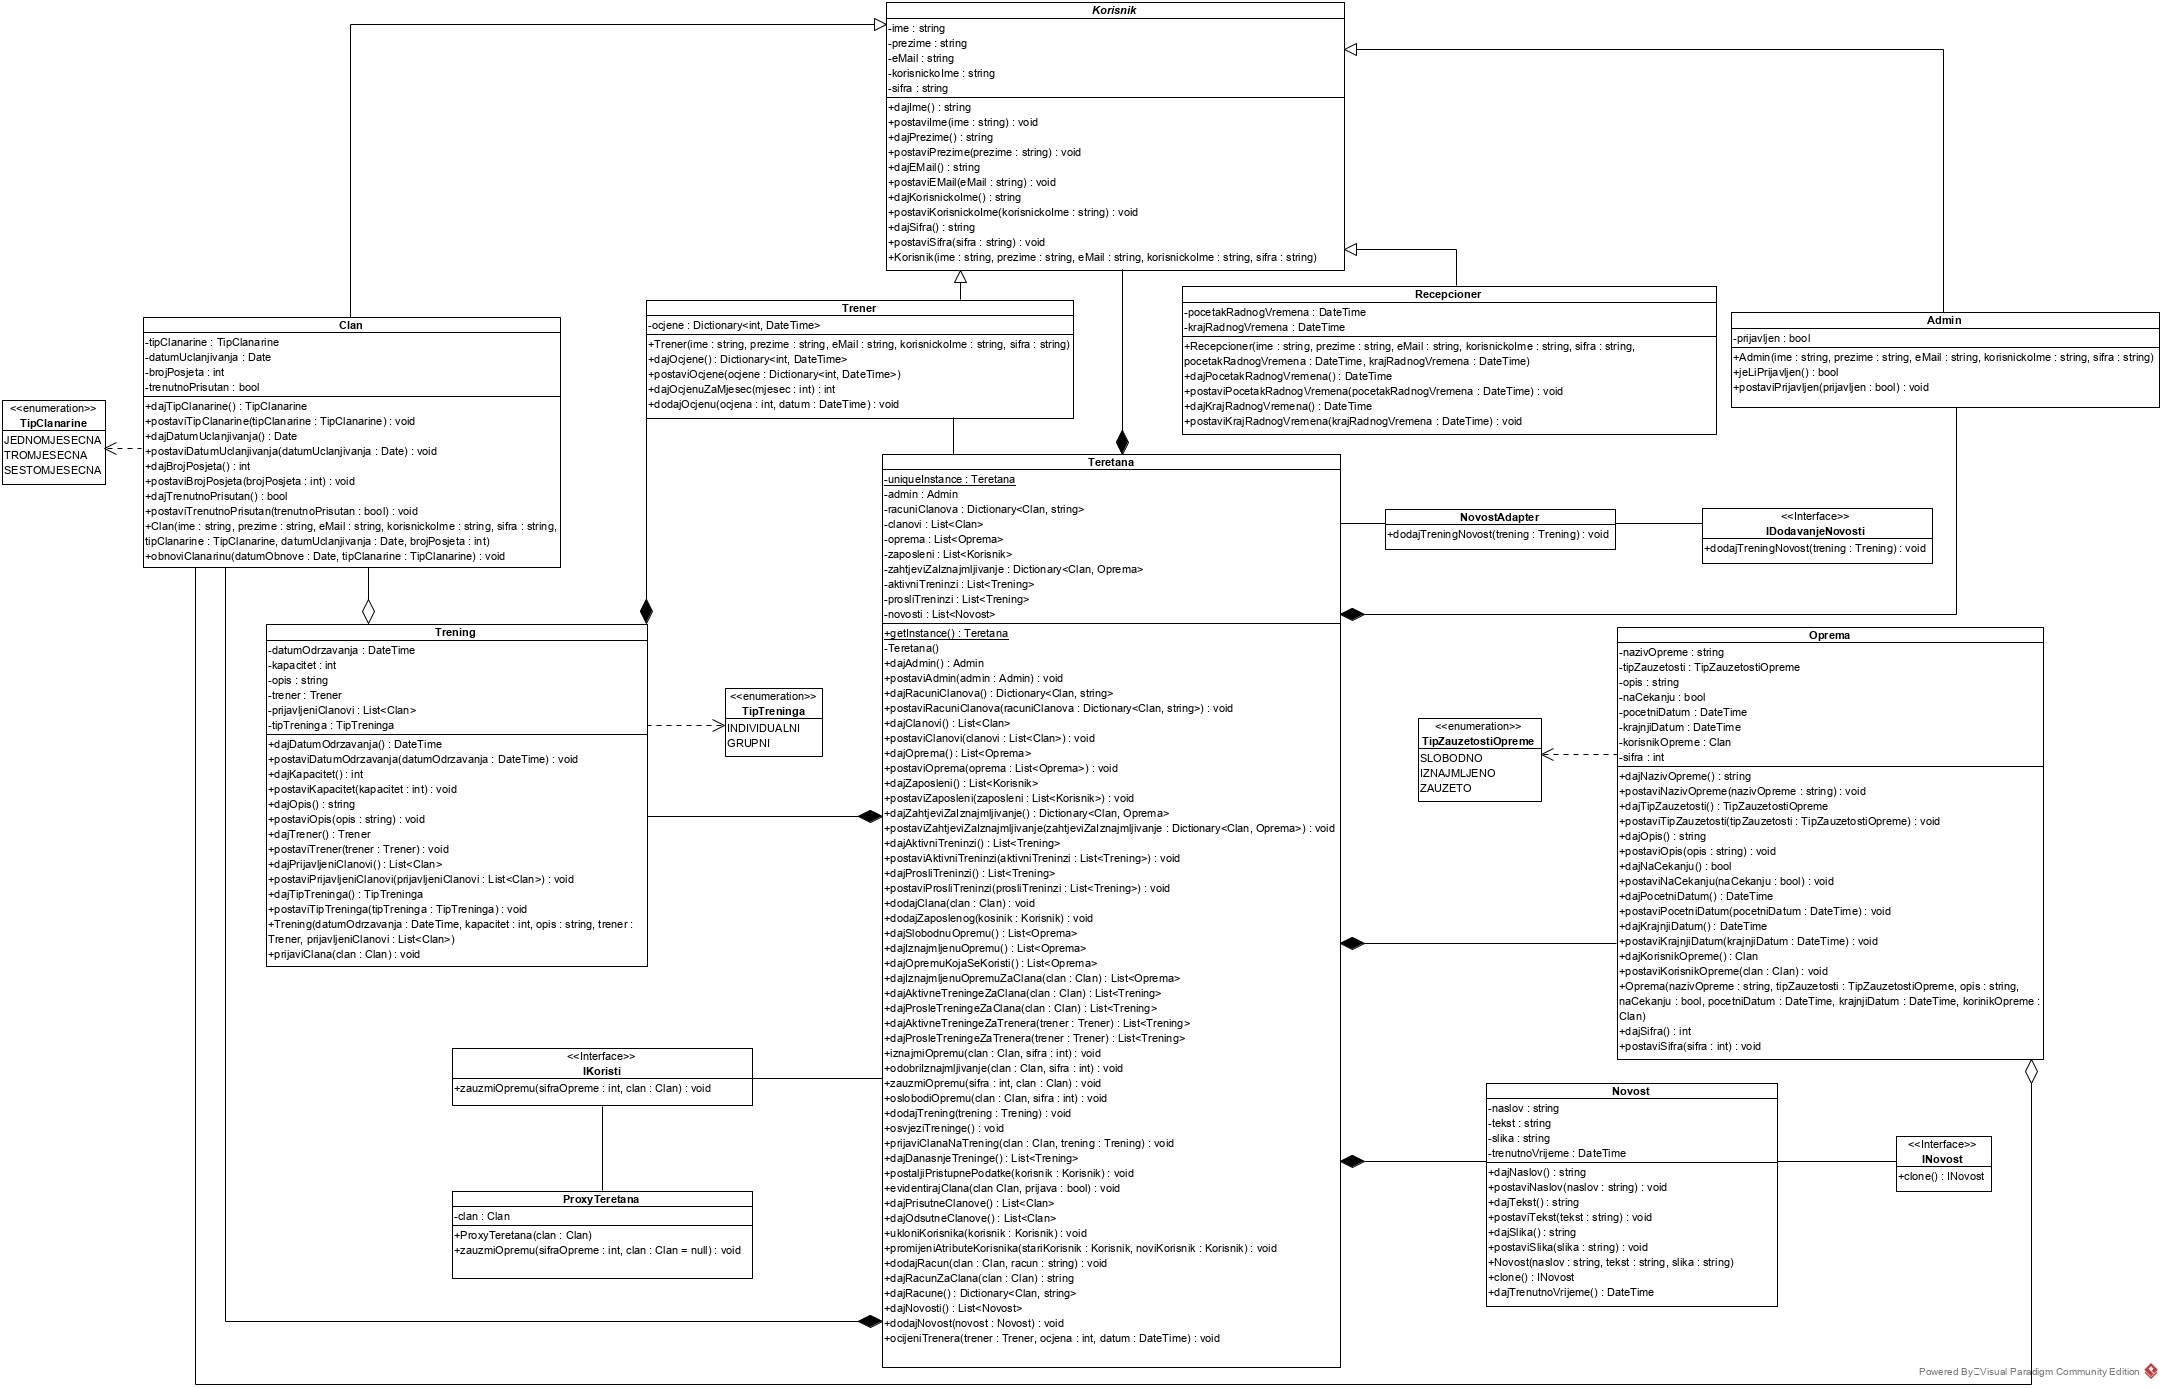 Korisnik
-ime : string
-prezime : string
-eMail : string
-korisnickoIme : string
-sifra : string
+dajIme() : string
+postaviIme(ime : string) : void
+dajPrezime() : string
+postaviPrezime(prezime : string) : void
+dajEMail() : string
+postaviEMail(eMail : string) : void
+dajKorisnickoIme() : string
+postaviKorisnickoIme(korisnickoIme : string) : void
+dajSifra() : string
+postaviSifra(sifra : string) : void
+Korisnik(ime : string, prezime : string, eMail : string, korisnickoIme : string, sifra : string)
Clan
-tipClanarine : TipClanarine
-datumUclanjivanja : Date
-brojPosjeta : int
-trenutnoPrisutan : bool
+dajTipClanarine() : TipClanarine
+postaviTipClanarine(tipClanarine : TipClanarine) : void
+dajDatumUclanjivanja() : Date
+postaviDatumUclanjivanja(datumUclanjivanja : Date) : void
+dajBrojPosjeta() : int
+postaviBrojPosjeta(brojPosjeta : int) : void
+dajTrenutnoPrisutan() : bool
+postaviTrenutnoPrisutan(trenutnoPrisutan : bool) : void
+Clan(ime : string, prezime : string, eMail : string, korisnickoIme : string, sifra : string,
tipClanarine : TipClanarine, datumUclanjivanja : Date, brojPosjeta : int)
+obnoviClanarinu(datumObnove : Date, tipClanarine : TipClanarine) : void
<<enumeration>>
TipClanarine
JEDNOMJESECNA
TROMJESECNA
SESTOMJESECNA
Trener
-ocjene : Dictionary<int, DateTime>
+Trener(ime : string, prezime : string, eMail : string, korisnickoIme : string, sifra : string)
+dajOcjene() : Dictionary<int, DateTime>
+postaviOcjene(ocjene : Dictionary<int, DateTime>)
+dajOcjenuZaMjesec(mjesec : int) : int
+dodajOcjenu(ocjena : int, datum : DateTime) : void
Recepcioner
-pocetakRadnogVremena : DateTime
-krajRadnogVremena : DateTime
+Recepcioner(ime : string, prezime : string, eMail : string, korisnickoIme : string, sifra : string,
pocetakRadnogVremena : DateTime, krajRadnogVremena : DateTime)
+dajPocetakRadnogVremena() : DateTime
+postaviPocetakRadnogVremena(pocetakRadnogVremena : DateTime) : void
+dajKrajRadnogVremena() : DateTime
+postaviKrajRadnogVremena(krajRadnogVremena : DateTime) : void
Admin
-prijavljen : bool
+Admin(ime : string, prezime : string, eMail : string, korisnickoIme : string, sifra : string)
+jeLiPrijavljen() : bool
+postaviPrijavljen(prijavljen : bool) : void
Teretana
-uniqueInstance : Teretana
-admin : Admin
-racuniClanova : Dictionary<Clan, string>
-clanovi : List<Clan>
-oprema : List<Oprema>
-zaposleni : List<Korisnik>
-zahtjeviZaIznajmljivanje : Dictionary<Clan, Oprema>
-aktivniTreninzi : List<Trening>
-prosliTreninzi : List<Trening>
-novosti : List<Novost>
+getInstance() : Teretana
-Teretana()
+dajAdmin() : Admin
+postaviAdmin(admin : Admin) : void
+dajRacuniClanova() : Dictionary<Clan, string>
+postaviRacuniClanova(racuniClanova : Dictionary<Clan, string>) : void
+dajClanovi() : List<Clan>
+postaviClanovi(clanovi : List<Clan>) : void
+dajOprema() : List<Oprema>
+postaviOprema(oprema : List<Oprema>) : void
+dajZaposleni() : List<Korisnik>
+postaviZaposleni(zaposleni : List<Korisnik>) : void
+dajZahtjeviZaIznajmljivanje() : Dictionary<Clan, Oprema>
+postaviZahtjeviZaIznajmljivanje(zahtjeviZaIznajmljivanje : Dictionary<Clan, Oprema>) : void
+dajAktivniTreninzi() : List<Trening>
+postaviAktivniTreninzi(aktivniTreninzi : List<Trening>) : void
+dajProsliTreninzi() : List<Trening>
+postaviProsliTreninzi(prosliTreninzi : List<Trening>) : void
+dodajClana(clan : Clan) : void
+dodajZaposlenog(kosinik : Korisnik) : void
+dajSlobodnuOpremu() : List<Oprema>
+dajIznajmljenuOpremu() : List<Oprema>
+dajOpremuKojaSeKoristi() : List<Oprema>
+dajIznajmljenuOpremuZaClana(clan : Clan) : List<Oprema>
+dajAktivneTreningeZaClana(clan : Clan) : List<Trening>
+dajProsleTreningeZaClana(clan : Clan) : List<Trening>
+dajAktivneTreningeZaTrenera(trener : Trener) : List<Trening>
+dajProsleTreningeZaTrenera(trener : Trener) : List<Trening>
+iznajmiOpremu(clan : Clan, sifra : int) : void
+odobriIznajmljivanje(clan : Clan, sifra : int) : void
+zauzmiOpremu(sifra : int, clan : Clan) : void
+oslobodiOpremu(clan : Clan, sifra : int) : void
+dodajTrening(trening : Trening) : void
+osvjeziTreninge() : void
+prijaviClanaNaTrening(clan : Clan, trening : Trening) : void
+dajDanasnjeTreninge() : List<Trening>
+postaljiPristupnePodatke(korisnik : Korisnik) : void
+evidentirajClana(clan Clan, prijava : bool) : void
+dajPrisutneClanove() : List<Clan>
+dajOdsutneClanove() : List<Clan>
+ukloniKorisnika(korisnik : Korisnik) : void
+promijeniAtributeKorisnika(stariKorisnik : Korisnik, noviKorisnik : Korisnik) : void
+dodajRacun(clan : Clan, racun : string) : void
+dajRacunZaClana(clan : Clan) : string
+dajRacune() : Dictionary<Clan, string>
+dajNovosti() : List<Novost>
+dodajNovost(novost : Novost) : void
+ocijeniTrenera(trener : Trener, ocjena : int, datum : DateTime) : void
NovostAdapter
+dodajTreningNovost(trening : Trening) : void
<<Interface>>
IDodavanjeNovosti
+dodajTreningNovost(trening : Trening) : void
Trening
-datumOdrzavanja : DateTime
-kapacitet : int
-opis : string
-trener : Trener
-prijavljeniClanovi : List<Clan>
-tipTreninga : TipTreninga
+dajDatumOdrzavanja() : DateTime
+postaviDatumOdrzavanja(datumOdrzavanja : DateTime) : void
+dajKapacitet() : int
+postaviKapacitet(kapacitet : int) : void
+dajOpis() : string
+postaviOpis(opis : string) : void
+dajTrener() : Trener
+postaviTrener(trener : Trener) : void
+dajPrijavljeniClanovi() : List<Clan>
+postaviPrijavljeniClanovi(prijavljeniClanovi : List<Clan>) : void
+dajTipTreninga() : TipTreninga
+postaviTipTreninga(tipTreninga : TipTreninga) : void
+Trening(datumOdrzavanja : DateTime, kapacitet : int, opis : string, trener :
Trener, prijavljeniClanovi : List<Clan>)
+prijaviClana(clan : Clan) : void
<<enumeration>>
TipTreninga
INDIVIDUALNI
GRUPNI
<<enumeration>>
TipZauzetostiOpreme
SLOBODNO
IZNAJMLJENO
ZAUZETO
Oprema
-nazivOpreme : string
-tipZauzetosti : TipZauzetostiOpreme
-opis : string
-naCekanju : bool
-pocetniDatum : DateTime
-krajnjiDatum : DateTime
-korisnikOpreme : Clan
-sifra : int
+dajNazivOpreme() : string
+postaviNazivOpreme(nazivOpreme : string) : void
+dajTipZauzetosti() : TipZauzetostiOpreme
+postaviTipZauzetosti(tipZauzetosti : TipZauzetostiOpreme) : void
+dajOpis() : string
+postaviOpis(opis : string) : void
+dajNaCekanju() : bool
+postaviNaCekanju(naCekanju : bool) : void
+dajPocetniDatum() : DateTime
+postaviPocetniDatum(pocetniDatum : DateTime) : void
+dajKrajnjiDatum() : DateTime
+postaviKrajnjiDatum(krajnjiDatum : DateTime) : void
+dajKorisnikOpreme() : Clan
+postaviKorisnikOpreme(clan : Clan) : void
+Oprema(nazivOpreme : string, tipZauzetosti : TipZauzetostiOpreme, opis : string,
naCekanju : bool, pocetniDatum : DateTime, krajnjiDatum : DateTime, korinikOpreme :
Clan)
+dajSifra() : int
+postaviSifra(sifra : int) : void
<<Interface>>
IKoristi
+zauzmiOpremu(sifraOpreme : int, clan : Clan) : void
ProxyTeretana
-clan : Clan
+ProxyTeretana(clan : Clan)
+zauzmiOpremu(sifraOpreme : int, clan : Clan = null) : void
Novost
-naslov : string
-tekst : string
-slika : string
-trenutnoVrijeme : DateTime
+dajNaslov() : string
+postaviNaslov(naslov : string) : void
+dajTekst() : string
+postaviTekst(tekst : string) : void
+dajSlika() : string
+postaviSlika(slika : string) : void
+Novost(naslov : string, tekst : string, slika : string)
+clone() : INovost
+dajTrenutnoVrijeme() : DateTime
<<Interface>>
INovost
+clone() : INovost
Powered By Visual Paradigm Community Edition